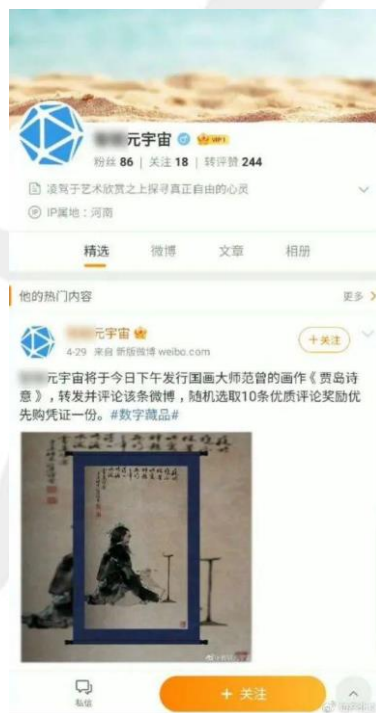 元宇宙 VIP I
粉丝 86 | 关注 18 | 转评赞 244
凌驾于艺术欣赏之上探寻真正自由的心灵
IP属地：河南
精选 微博 文章 相册
他的热门内容
更多
元宇宙
+关注
4-29 来自 新版微博 weibo.com
元宇宙将于今日下午发行国画大师范曾的画作《贾岛诗
意》，转发并评论该条微博，随机选取10条优质评论奖励优
先购凭证一份。#数字藏品#
私信
+ 关注